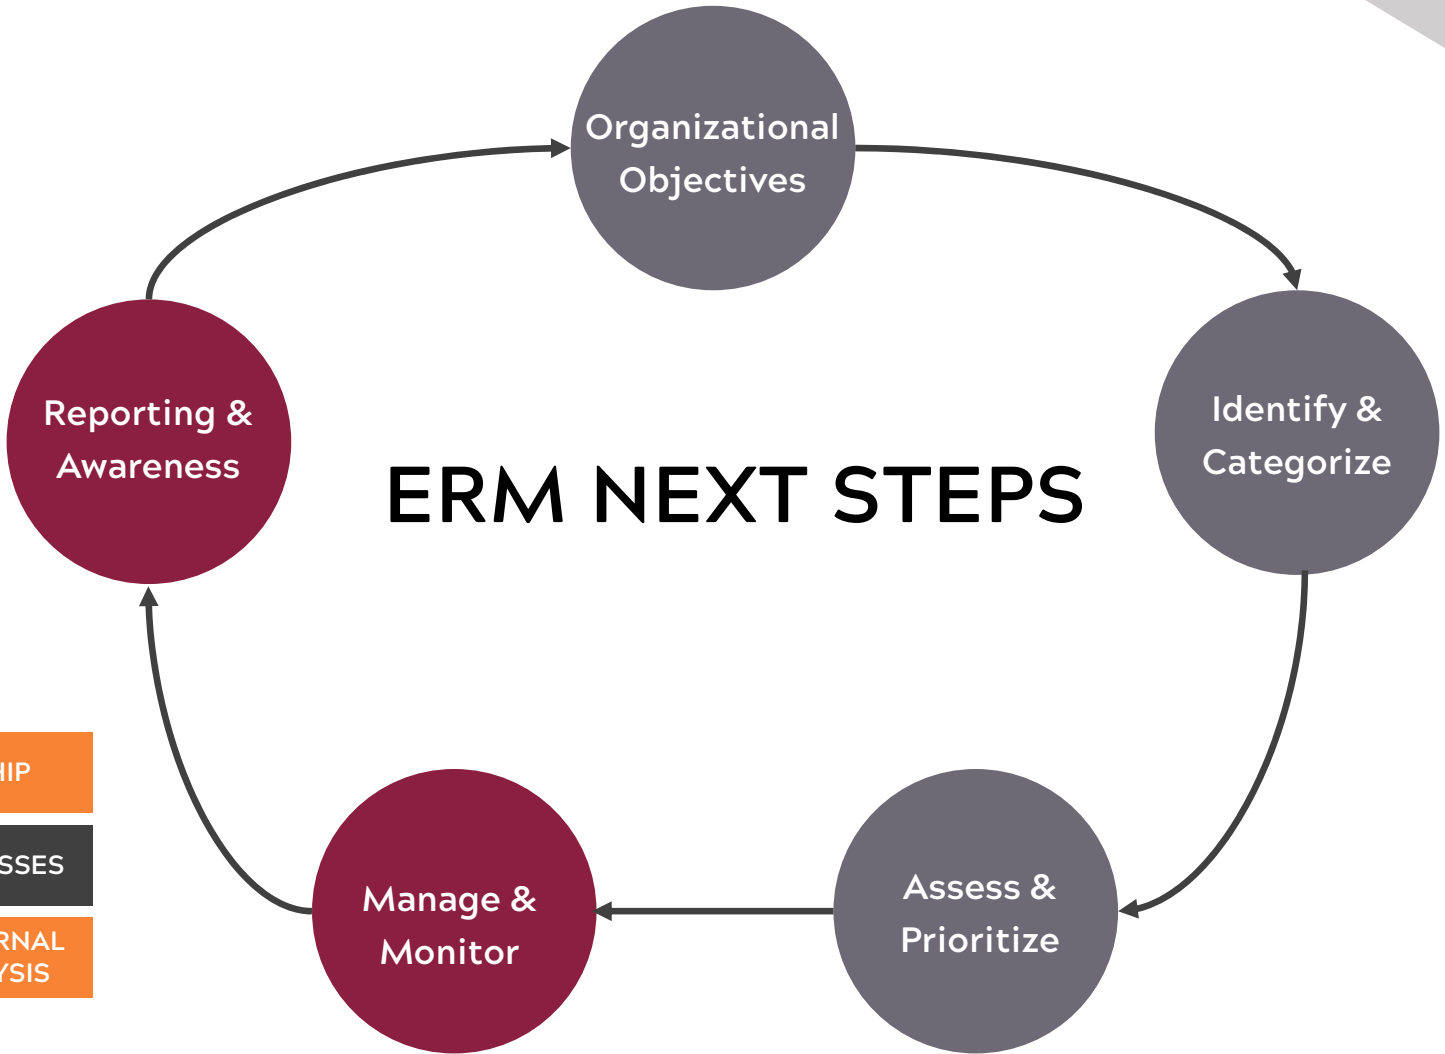 Organizational
Objectives
Reporting &
Awareness
Identify &
Categorize
ERM NEXT STEPS
Manage &
Monitor
Assess &
Prioritize